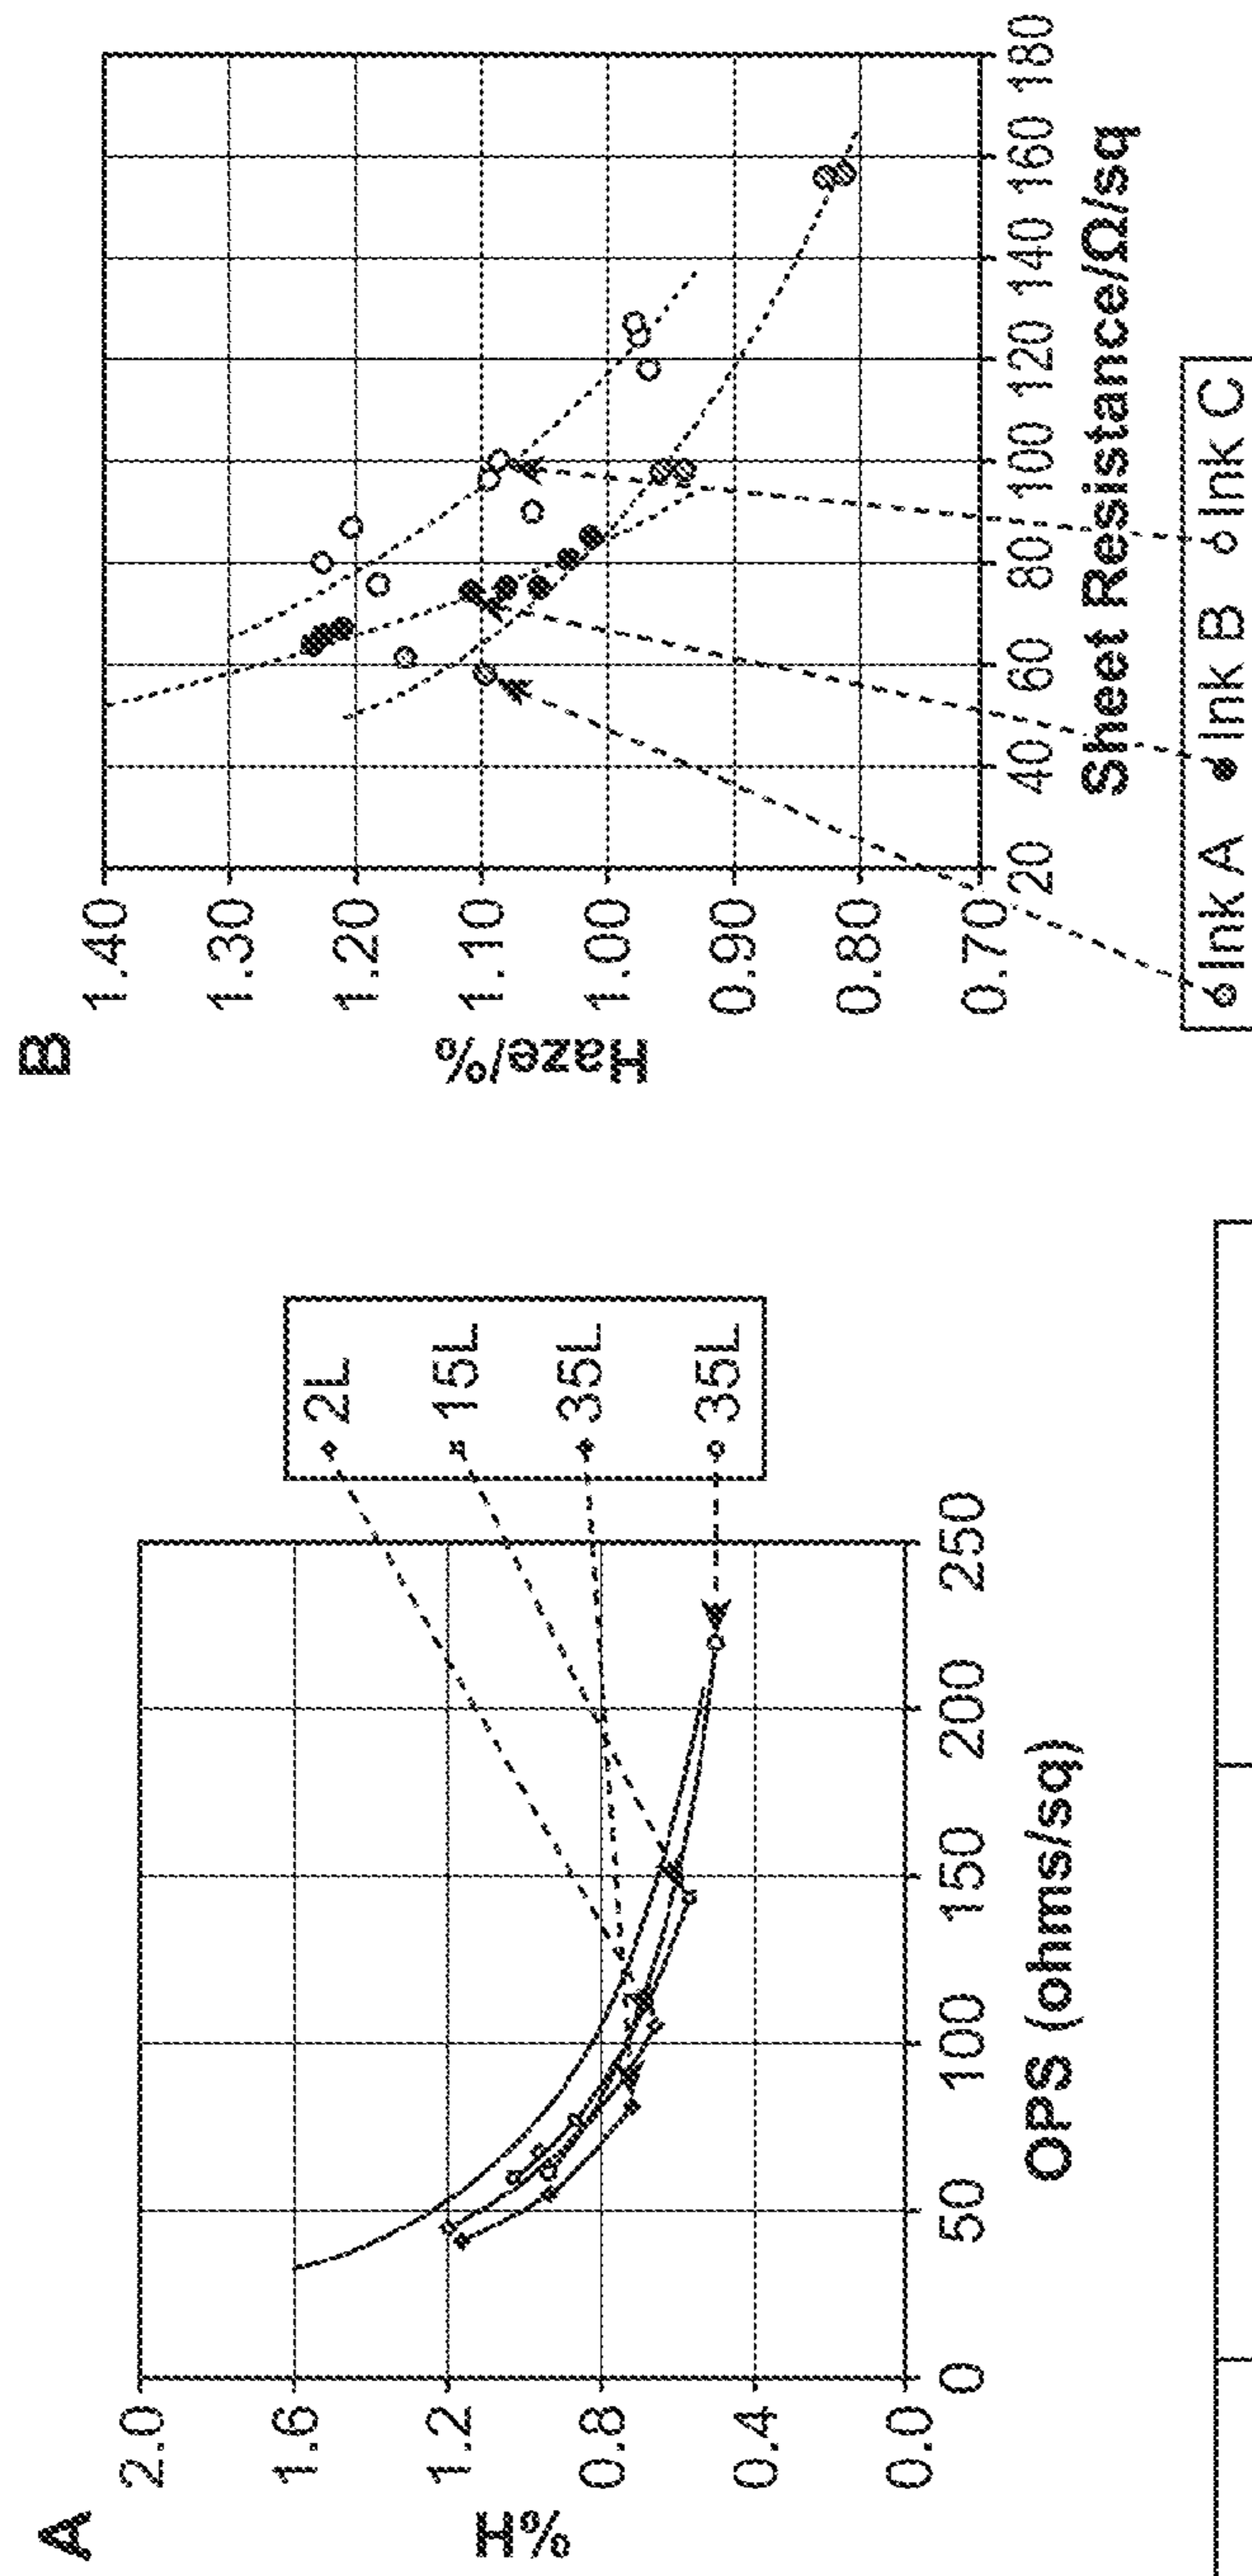 A
H%
2.0
1.6
1.2
0.8
0.4
0.0
0 50 100 150 200 250
OPS (ohms/sq)
2L
15L
35L
35L
B
Haze/%
1.40
1.30
1.20
1.10
1.00
0.90
0.80
0.70
20 40 60 80 100 120 140 160 180
Sheet Resistance/Ω/sq
Ink A Ink B Ink C